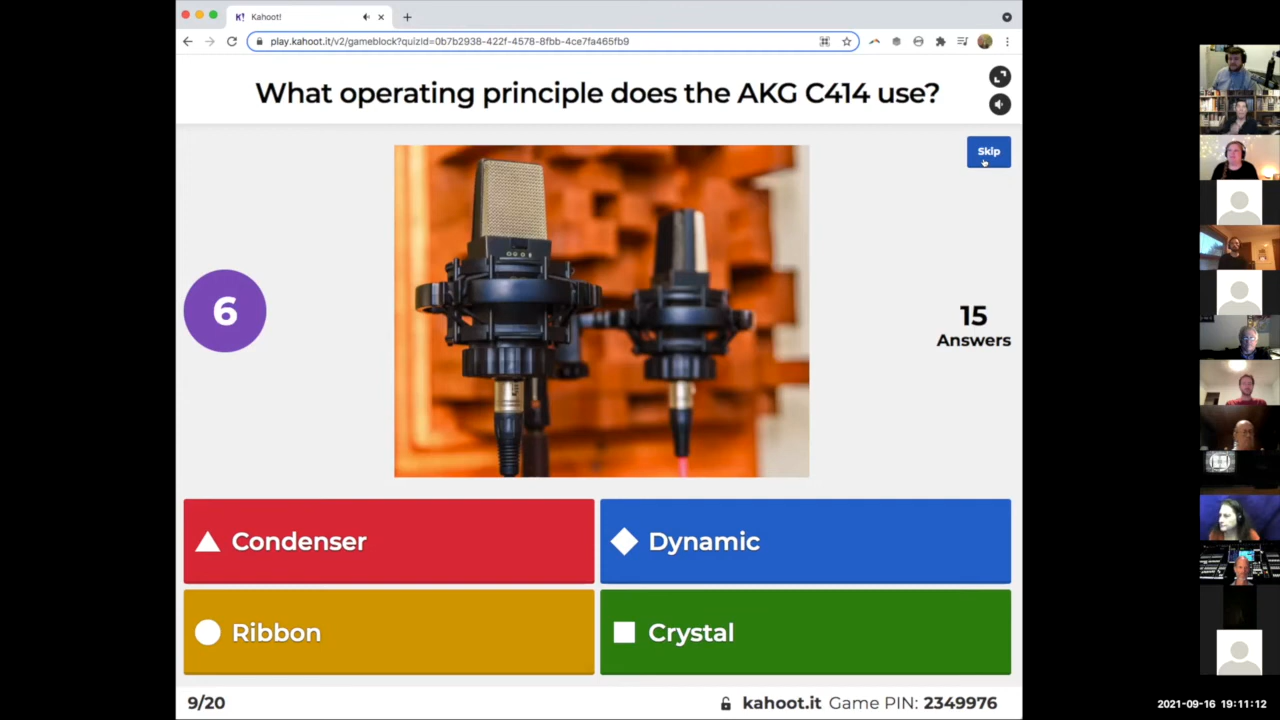 Kahoot!
play.kahoot.it/v2/gameblock?quizId=0b7b2938-422f-4578-8fbb-4ce7fa465fb9
What operating principle does the AKG C414 use?
Skip
6
15
Answers
Condenser
Dynamic
Ribbon
Crystal
9/20
kahoot.it Game PIN: 2349976
2021-09-16 19:11:12